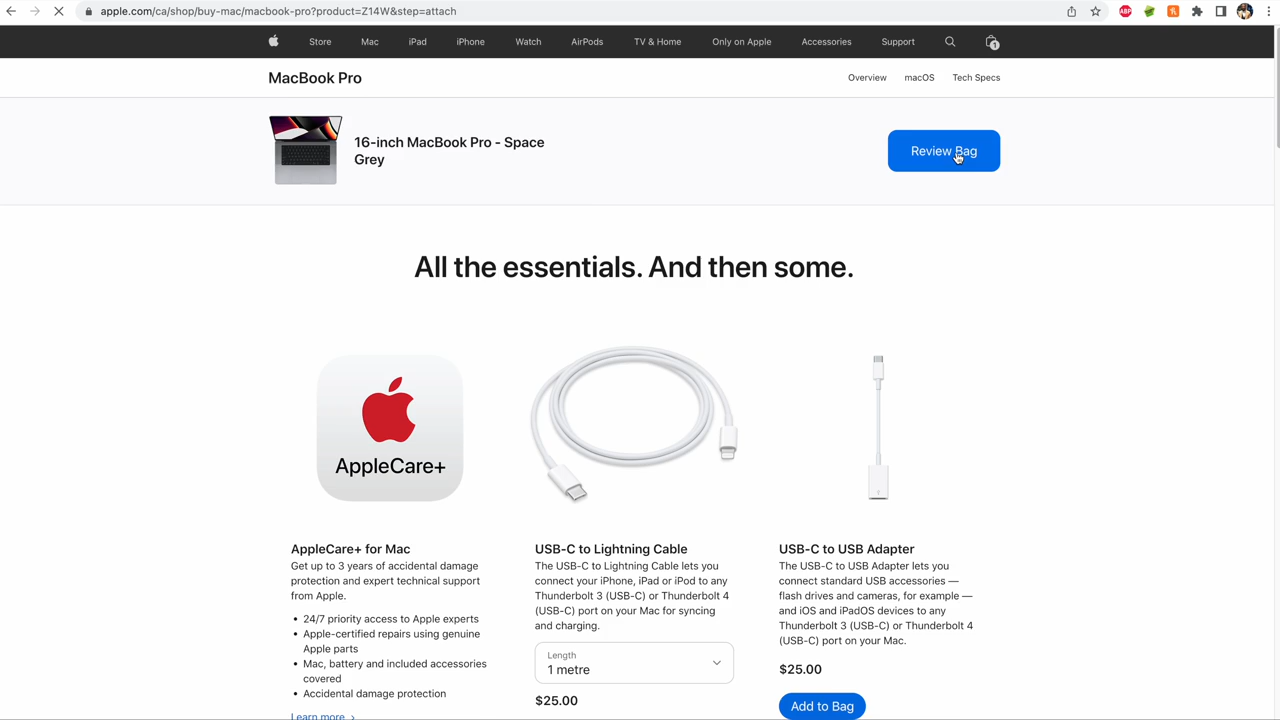 apple.com/ca/shop/buy-mac/macbook-pro?product=Z14W&step=attach
ABP
Store Mac iPad iPhone Watch AirPods TV & Home Only on Apple Accessories Support 1
MacBook Pro
Overview macOS Tech Specs
16-inch MacBook Pro - Space
Grey
Review Bag
All the essentials. And then some.
AppleCare+
AppleCare+ for Mac
Get up to 3 years of accidental damage
protection and expert technical support
from Apple.
• 24/7 priority access to Apple experts
• Apple-certified repairs using genuine
Apple parts
• Mac, battery and included accessories
covered
• Accidental damage protection
Learn more >
USB-C to Lightning Cable
The USB-C to Lightning Cable lets you
connect your iPhone, iPad or iPod to any
Thunderbolt 3 (USB-C) or Thunderbolt 4
(USB-C) port on your Mac for syncing
and charging.
Length
1 metre
$25.00
USB-C to USB Adapter
The USB-C to USB Adapter lets you
connect standard USB accessories —
flash drives and cameras, for example —
and iOS and iPadOS devices to any
Thunderbolt 3 (USB-C) or Thunderbolt 4
(USB-C) port on your Mac.
$25.00
Add to Bag